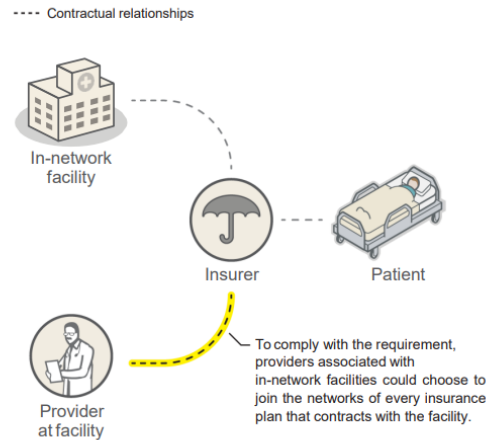 Contractual relationships
In-network
facility
Insurer
Patient
To comply with the requirement,
providers associated with
in-network facilities could choose to
join the networks of every insurance
plan that contracts with the facility.
Provider
at facility